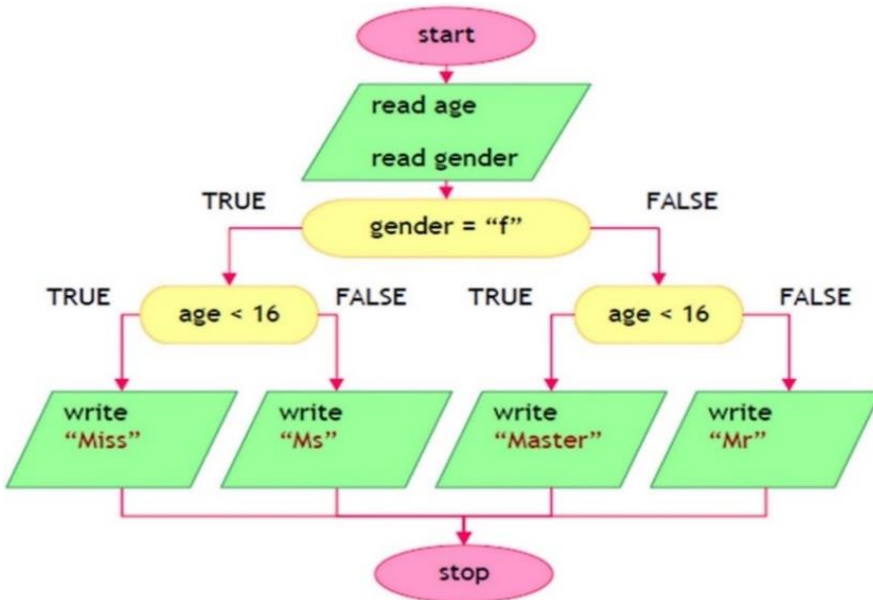 start
read age
read gender
TRUE
FALSE
gender = “f”
TRUE
age < 16
FALSE
TRUE
age < 16
FALSE
write
“Miss”
write
“Ms”
write
“Master”
write
“Mr”
stop